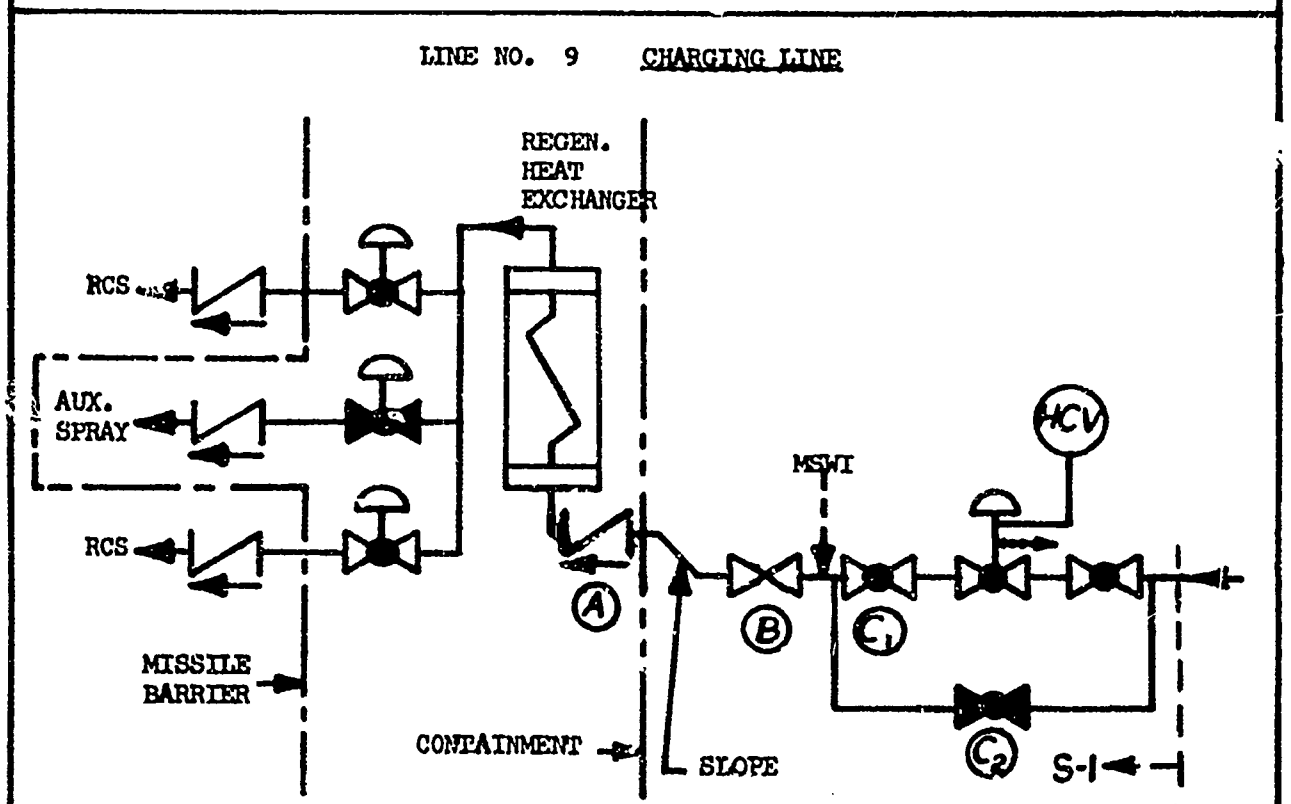 LINE NO. 9 CHARGING LINE
REGEN.
HEAT
EXCHANGER
RCS
AUX.
SPRAY
HCV
MSWI
RCS
A
B
C1
MISSILE
BARRIER
CONTAINMENT
SLOPE
C2
S-1